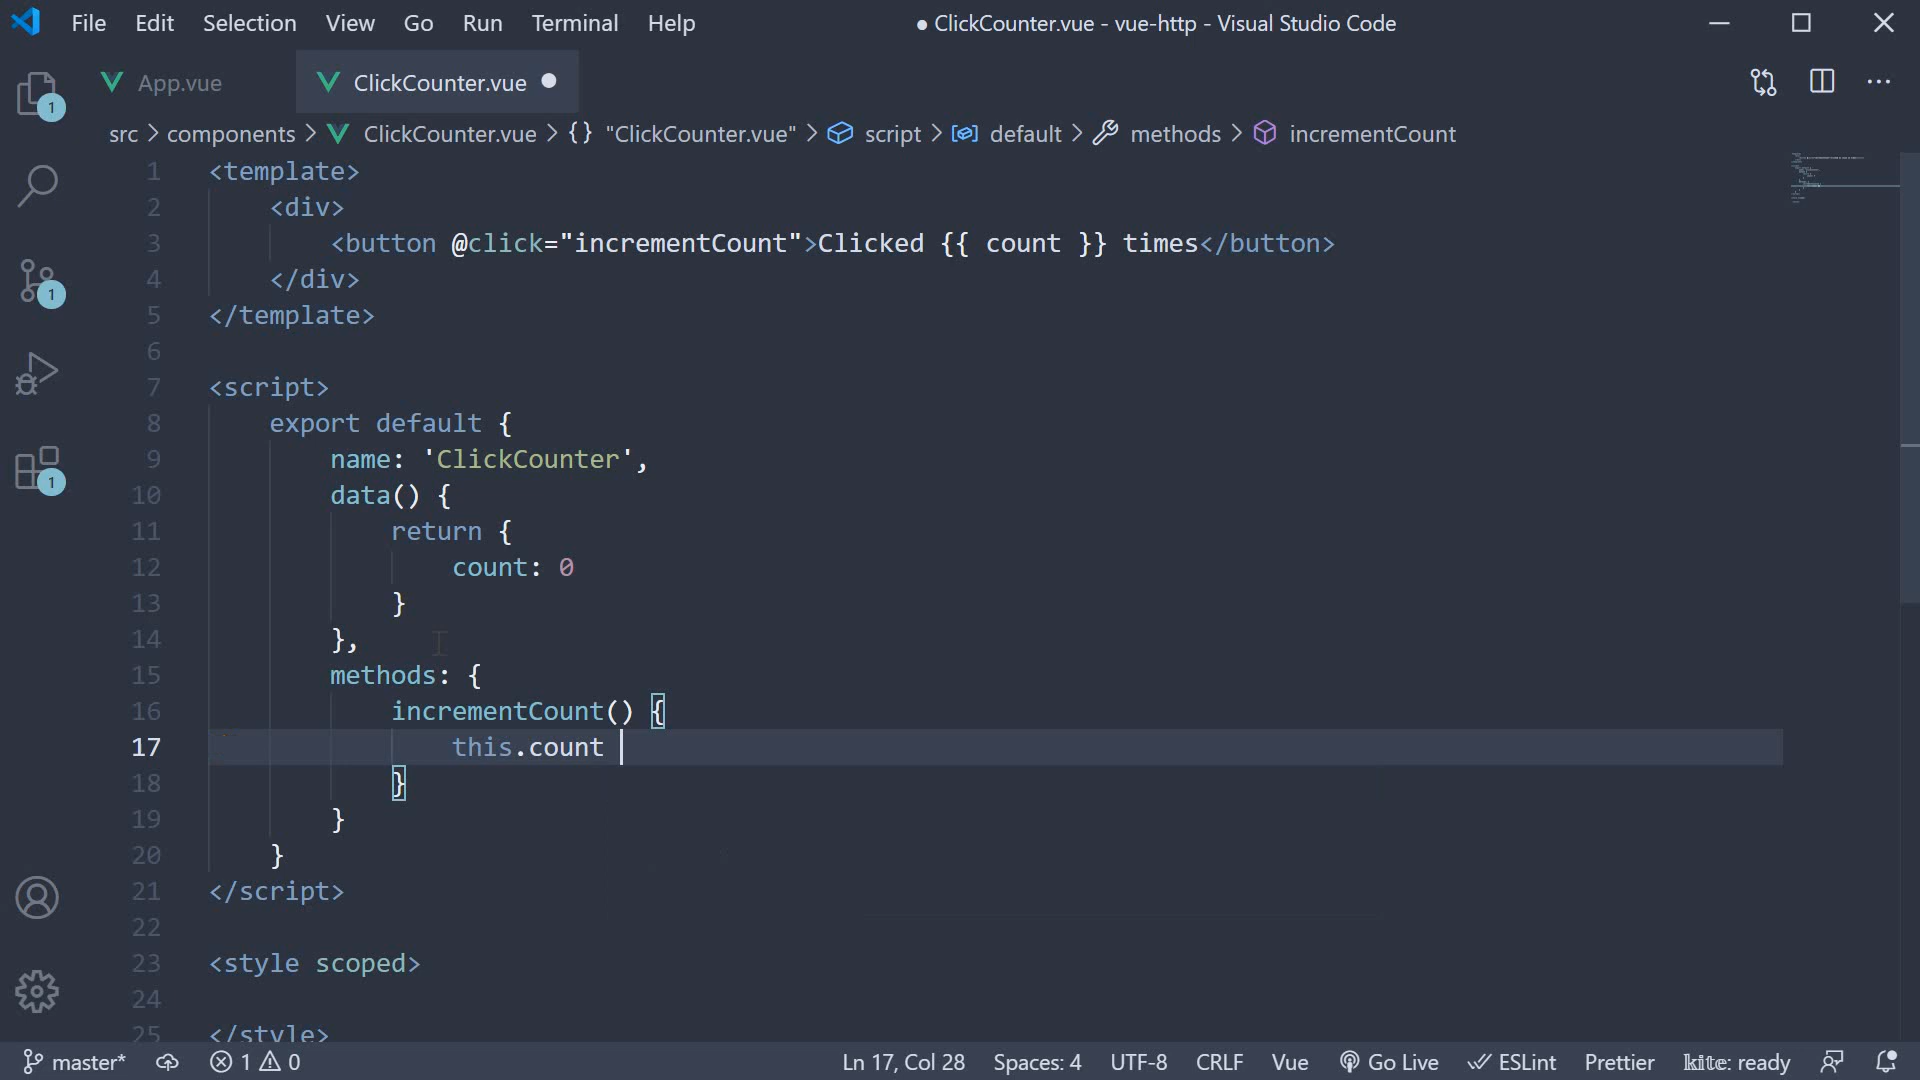 File Edit Selection View Go Run Terminal Help ● ClickCounter.vue - vue-http - Visual Studio Code
App.vue ClickCounter.vue
src > components > ClickCounter.vue > {} "ClickCounter.vue" > script > default > methods > incrementCount
1 <template>
2 <div>
3 <button @click="incrementCount">Clicked {{ count }} times</button>
4 </div>
5 </template>
6
7 <script>
8 export default {
9 name: 'ClickCounter',
10 data() {
11 return {
12 count: 0
13 }
14 },
15 methods: {
16 incrementCount() {
17 this.count
18 }
19 }
20 }
21 </script>
22
23 <style scoped>
24
25 </style>
1
1
1
master* 1 0 Ln 17, Col 28 Spaces: 4 UTF-8 CRLF Vue Go Live ESLint Prettier kite: ready